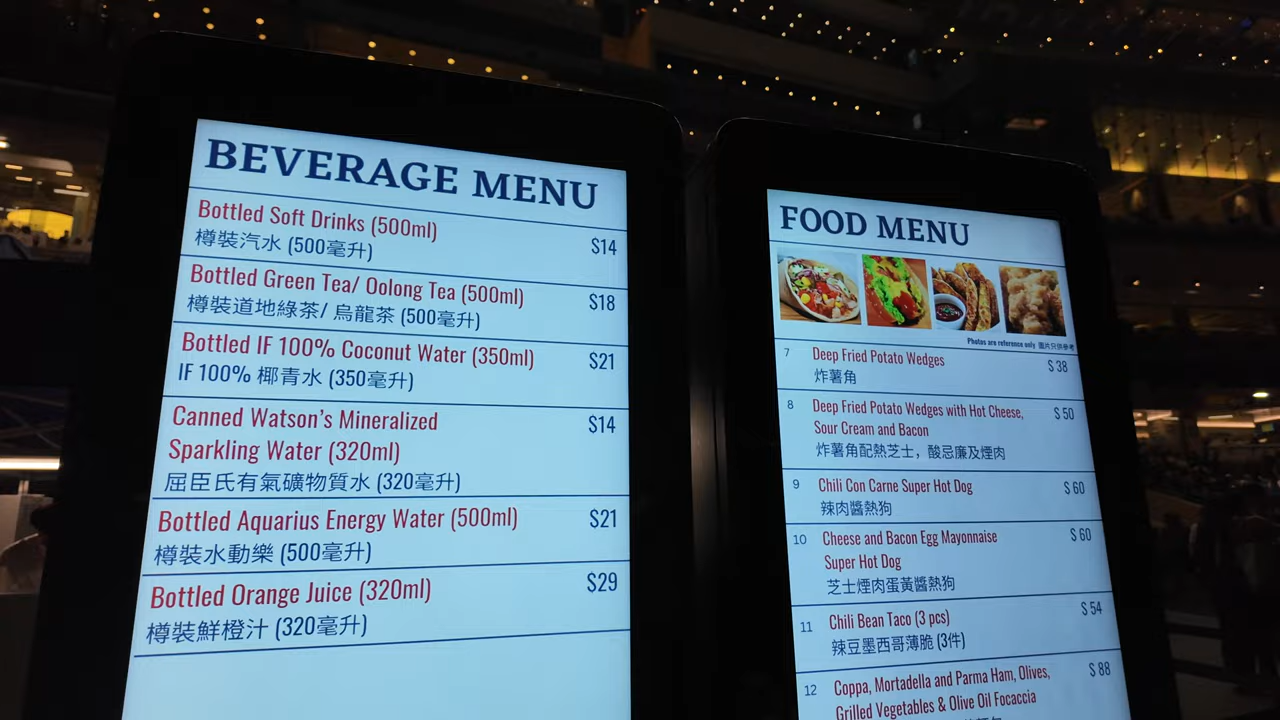 BEVERAGE MENU
Bottled Soft Drinks (500ml)
樽裝汽水 (500毫升)
$14
Bottled Green Tea/ Oolong Tea (500ml)
樽裝道地綠茶/ 烏龍茶 (500毫升)
$18
Bottled IF 100% Coconut Water (350ml)
IF 100% 椰青水 (350毫升)
$21
Canned Watson's Mineralized
Sparkling Water (320ml)
屈臣氏有氣礦物質水 (320毫升)
$14
Bottled Aquarius Energy Water (500ml)
樽裝水動樂 (500毫升)
$21
Bottled Orange Juice (320ml)
樽裝鮮橙汁 (320毫升)
$29
FOOD MENU
Photos are reference only 圖片只供參考
7 Deep Fried Potato Wedges
炸薯角
$ 38
8 Deep Fried Potato Wedges with Hot Cheese,
Sour Cream and Bacon
炸薯角配熱芝士，酸忌廉及煙肉
$ 50
9 Chili Con Carne Super Hot Dog
辣肉醬熱狗
$ 60
10 Cheese and Bacon Egg Mayonnaise
Super Hot Dog
芝士煙肉蛋黃醬熱狗
$ 60
11 Chili Bean Taco (3 pcs)
辣豆墨西哥薄脆 (3件)
$ 54
12 Coppa, Mortadella and Parma Ham, Olives,
Grilled Vegetables & Olive Oil Focaccia
$ 88